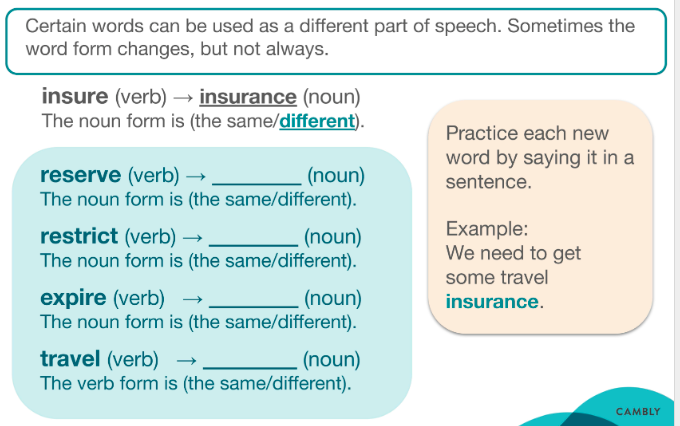 Certain words can be used as a different part of speech. Sometimes the
word form changes, but not always.
insure (verb) → insurance (noun)
The noun form is (the same/different).
reserve (verb) → ________ (noun)
The noun form is (the same/different).
restrict (verb) → ________ (noun)
The noun form is (the same/different).
expire (verb) → ________ (noun)
The noun form is (the same/different).
travel (verb) → ________ (noun)
The verb form is (the same/different).
Practice each new
word by saying it in a
sentence.
Example:
We need to get
some travel
insurance.
CAMBLY